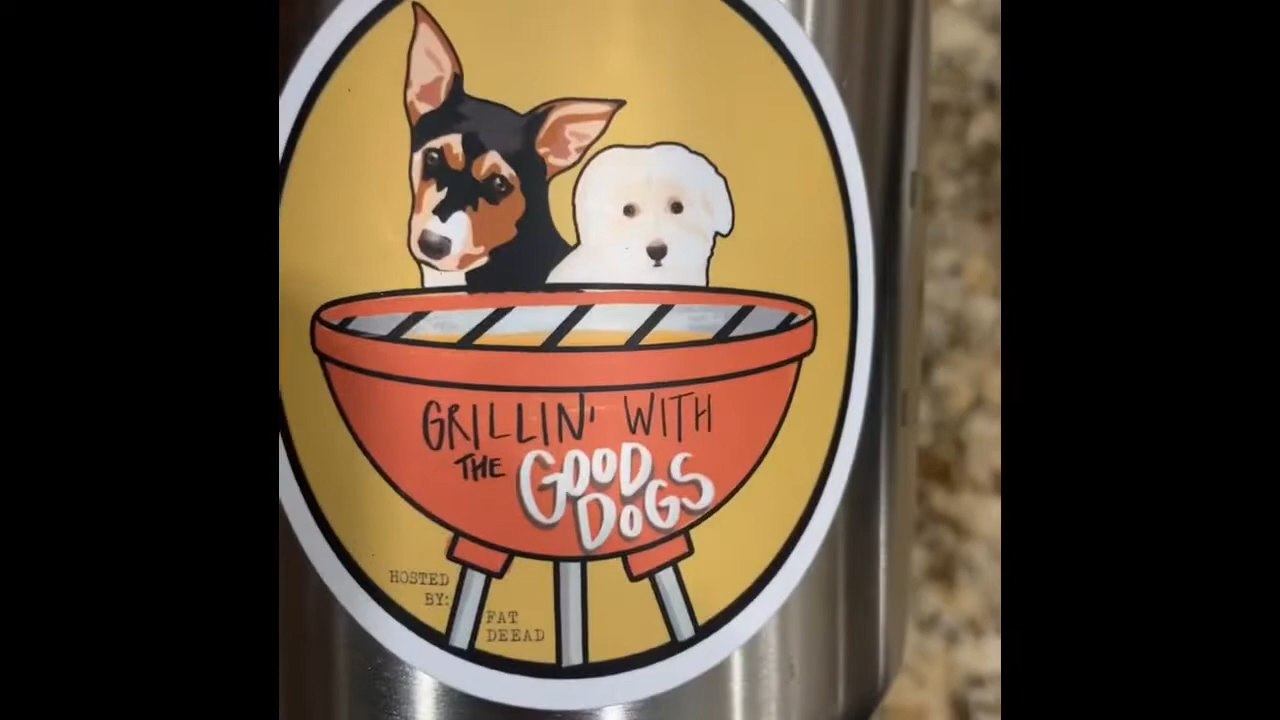 GRILLIN' WITH
THE GOOD
DOGS
HOSTED
BY:
FAT
DEEAD